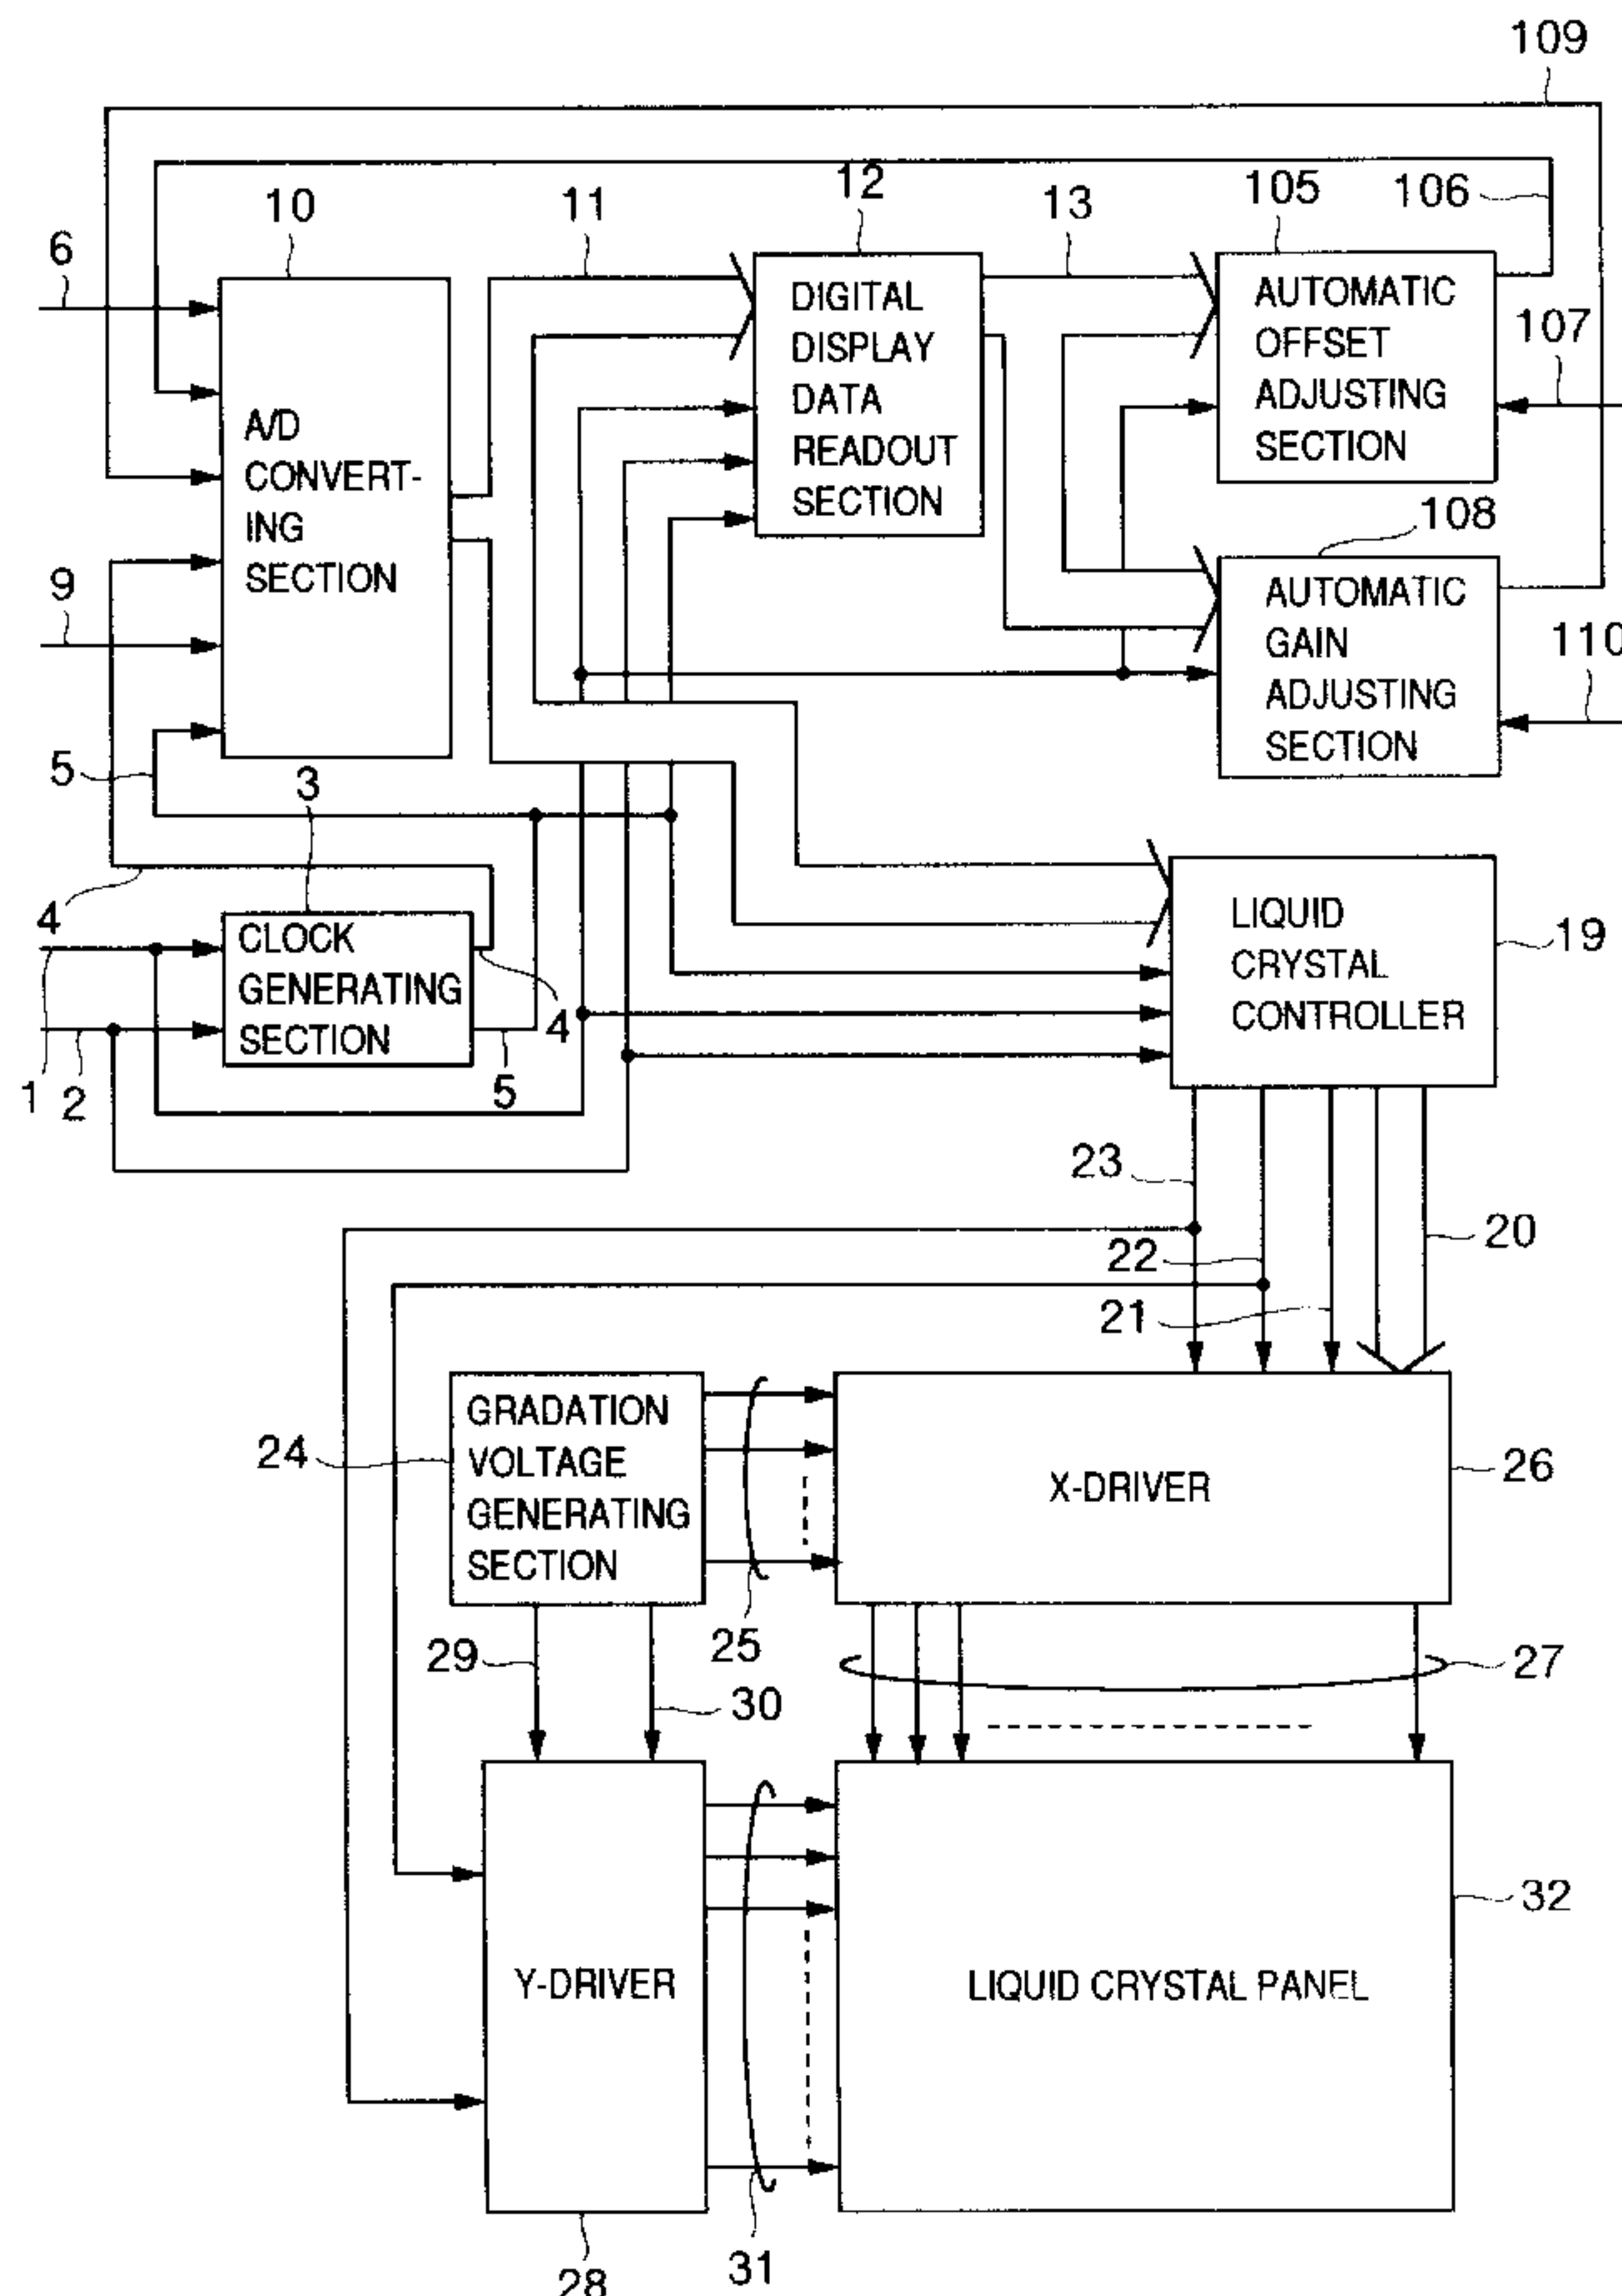 109
12
105
106
10
11
13
6
DIGITAL
DISPLAY
DATA
READOUT
SECTION
AUTOMATIC
OFFSET
ADJUSTING
SECTION
107
A/D
CONVERT-
ING
SECTION
108
9
AUTOMATIC
GAIN
ADJUSTING
SECTION
110
5
3
4
CLOCK
GENERATING
SECTION
LIQUID
CRYSTAL
CONTROLLER
19
4
1
2
5
23
20
22
21
GRADATION
VOLTAGE
GENERATING
SECTION
24
X-DRIVER
26
29
25
27
30
32
Y-DRIVER
LIQUID CRYSTAL PANEL
31
28